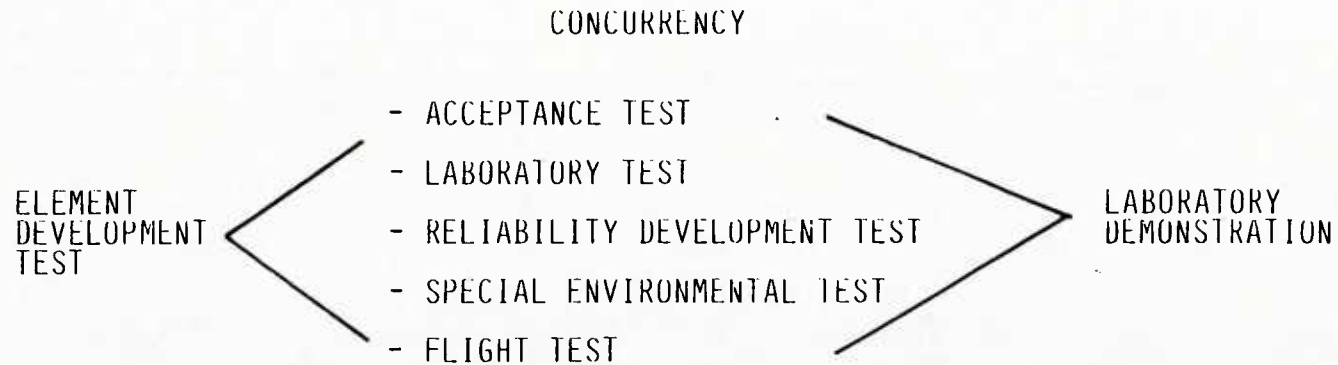 CONCURRENCY
- ACCEPTANCE TEST
- LABORATORY TEST
ELEMENT
DEVELOPMENT
TEST
- RELIABILITY DEVELOPMENT TEST
- SPECIAL ENVIRONMENTAL TEST
- FLIGHT TEST
LABORATORY
DEMONSTRATION